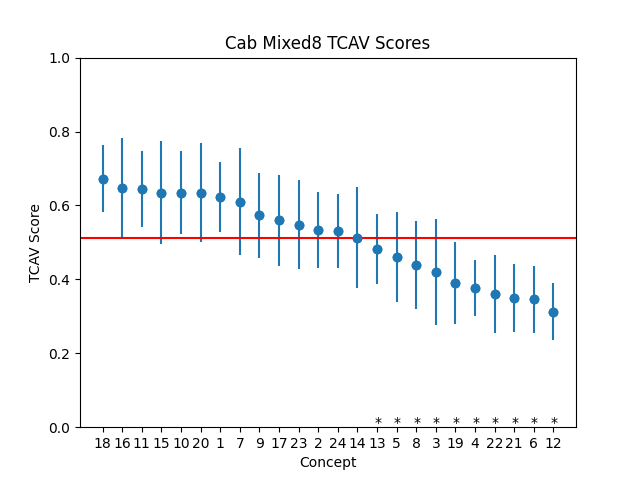 Cab Mixed8 TCAV Scores
1.0
0.8
0.6
0.4
0.2
0.0
TCAV Score
* * * * * * * * * *
18 16 11 15 10 20 1 7 9 17 23 2 24 14 13 5 8 3 19 4 22 21 6 12
Concept